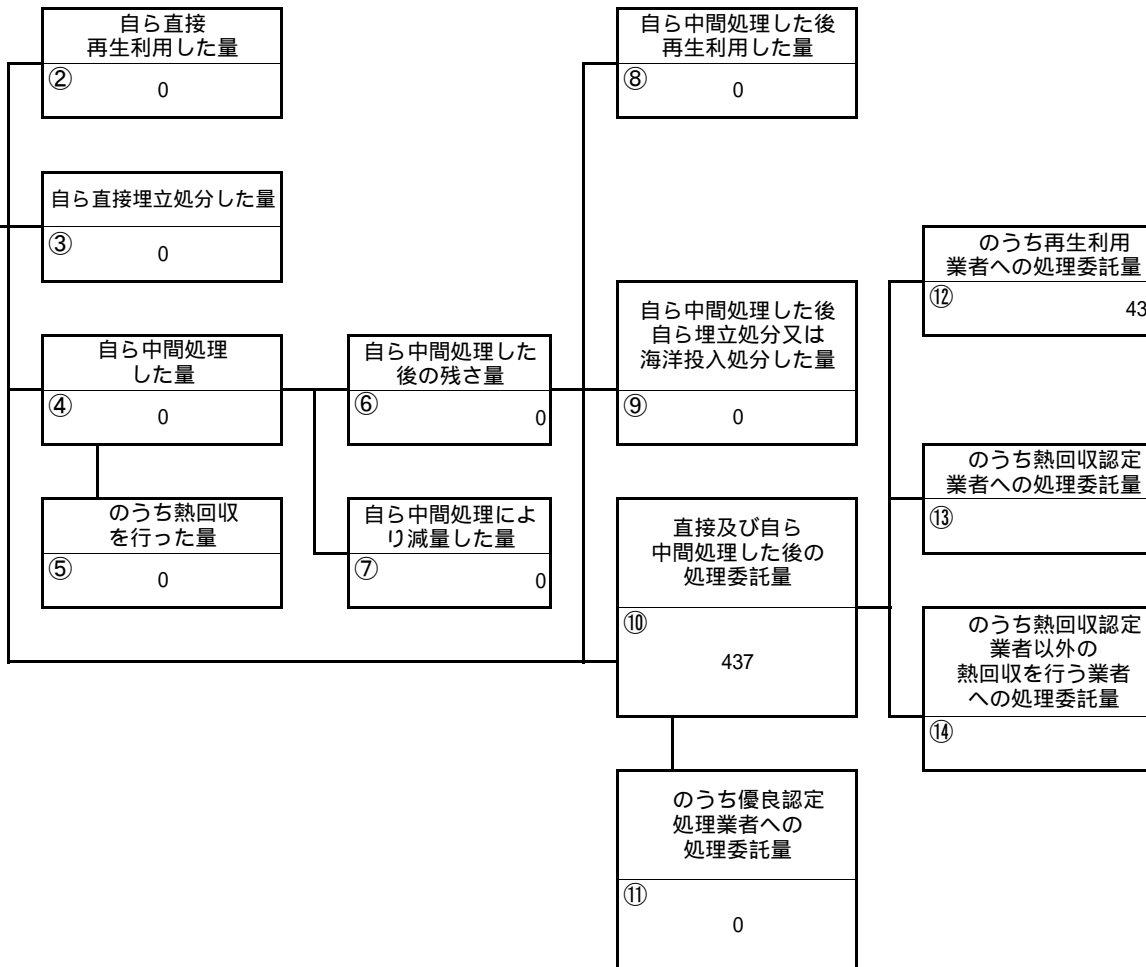 自ら直接
再生利用した量
②
0
自ら直接埋立処分した量
③
0
自ら中間処理
した量
④
0
のうち熱回収
を行った量
⑤
0
自ら中間処理した
後の残さ量
⑥
0
自ら中間処理によ
り減量した量
⑦
0
自ら中間処理した後
再生利用した量
⑧
0
自ら中間処理した後
自ら埋立処分又は
海洋投入処分した量
⑨
0
直接及び自ら
中間処理した後の
処理委託量
⑩
437
のうち優良認定
処理業者への
処理委託量
⑪
0
のうち再生利用
業者への処理委託量
⑫
43
のうち熱回収認定
業者への処理委託量
⑬
のうち熱回収認定
業者以外の
熱回収を行う業者
への処理委託量
⑭